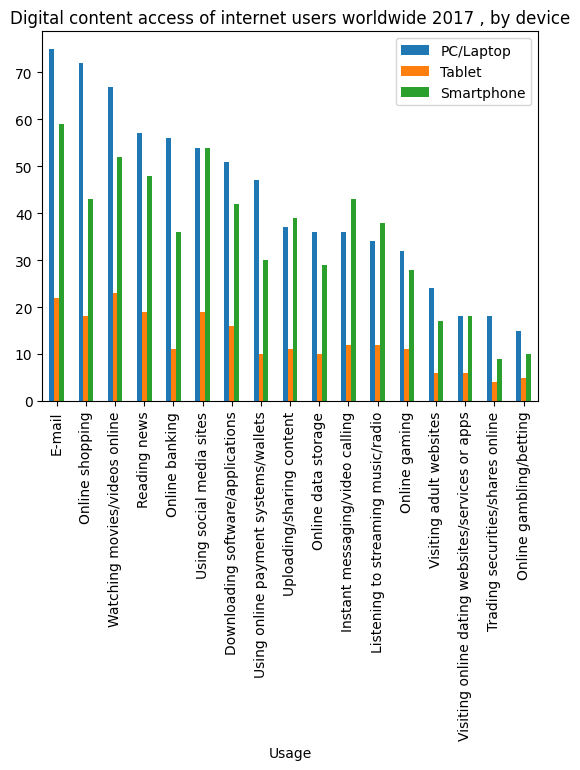 Digital content access of internet users worldwide 2017 , by device
PC/Laptop
Tablet
Smartphone
70
60
50
40
30
20
10
0
E-mail
Online shopping
Watching movies/videos online
Reading news
Online banking
Using social media sites
Downloading software/applications
Using online payment systems/wallets
Uploading/sharing content
Online data storage
Instant messaging/video calling
Listening to streaming music/radio
Online gaming
Visiting adult websites
Visiting online dating websites/services or apps
Trading securities/shares online
Online gambling/betting
Usage